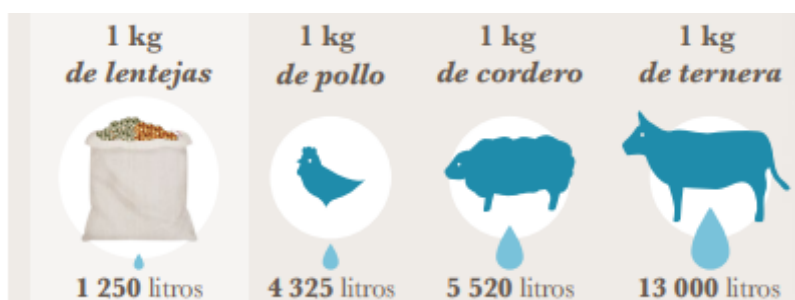 1 kg
de lentejas
1 250 litros
1 kg
de pollo
4 325 litros
1 kg
de cordero
5 520 litros
1 kg
de ternera
13 000 litros